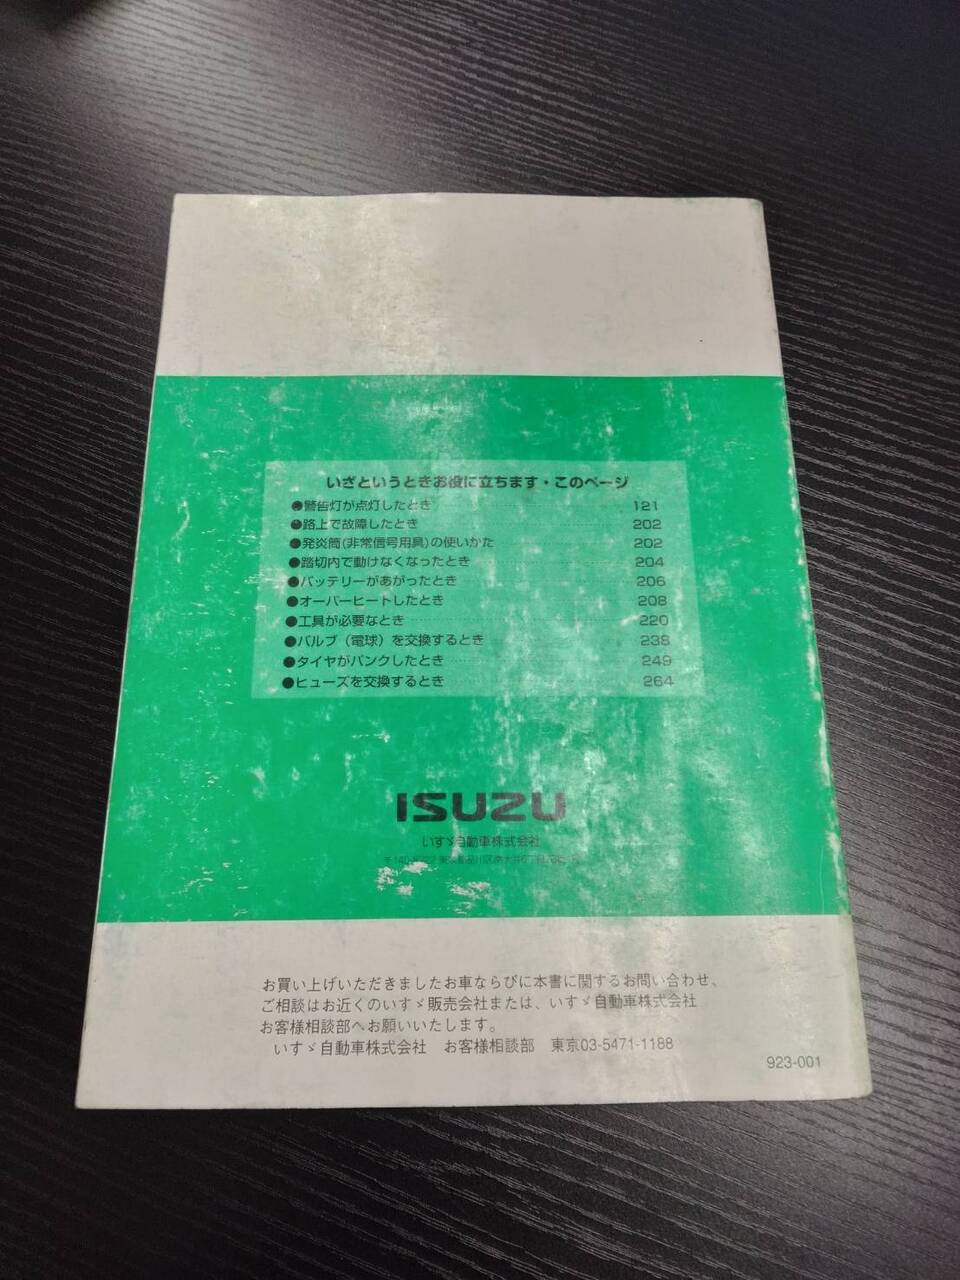 いざというときお役に立ちます・このページ
●警告灯が点灯したとき 121
●路上で故障したとき 202
●発炎筒(非常信号用具)の使いかた 202
●踏切内で動けなくなったとき 204
●バッテリーがあがったとき 206
●オーバーヒートしたとき 208
●工具が必要なとき 220
●バルブ（電球）を交換するとき 238
●タイヤがパンクしたとき 249
●ヒューズを交換するとき 264
ISUZU
いすゞ自動車株式会社
お買い上げいただきましたお車ならびに本書に関するお問い合わせ、
ご相談はお近くのいすゞ販売会社または、いすゞ自動車株式会社
お客様相談部へお願いいたします。
いすゞ自動車株式会社 お客様相談部 東京03-5471-1188
923-001